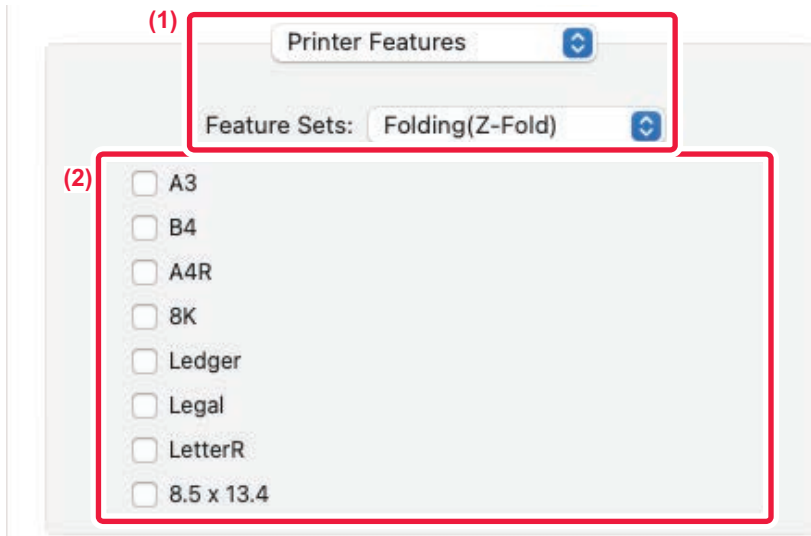 (1)
Printer Features
Feature Sets: Folding(Z-Fold)
(2)
A3
B4
A4R
8K
Ledger
Legal
LetterR
8.5 x 13.4